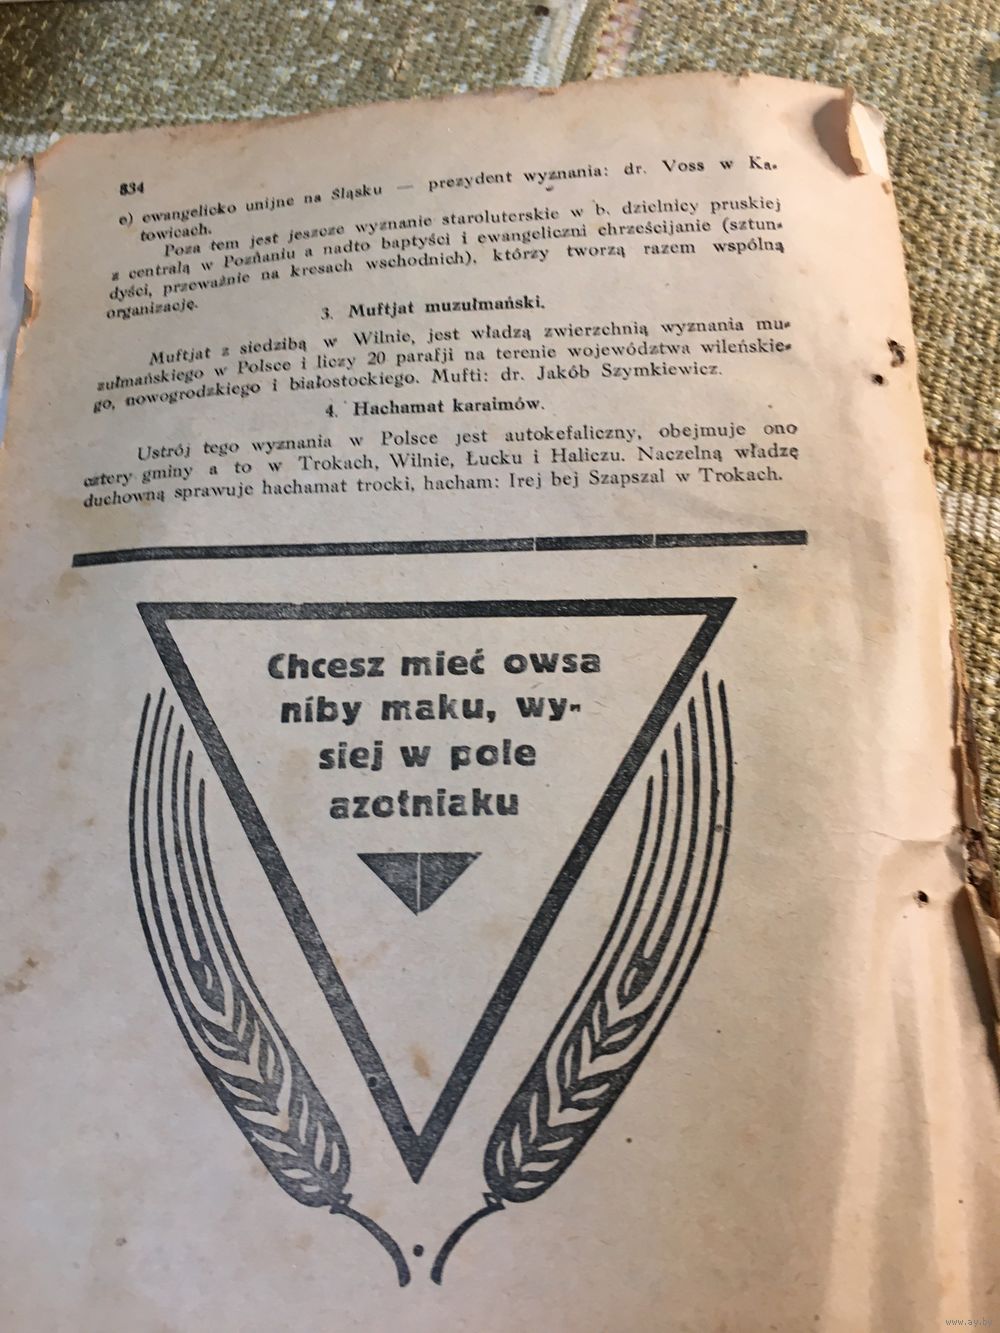 834
e) ewangelicko unijne na Śląsku — prezydent wyznania: dr. Voss w Ka-
towicach.
Poza tem jest jeszcze wyznanie staroluterskie w b. dzielnicy pruskiej
z centralą w Poznaniu a nadto baptyści i ewangeliczni chrześcijanie (sztun-
dyści, przeważnie na kresach wschodnich), którzy tworzą razem wspólną
organizację.
3. Muftjat muzułmański.
Muftjat z siedzibą w Wilnie, jest władzą zwierzchnią wyznania mu-
zułmańskiego w Polsce i liczy 20 parafji na terenie województwa wileńskie-
go, nowogrodzkiego i białostockiego. Mufti: dr. Jakób Szymkiewicz.
4. Hachamat karaimów.
Ustrój tego wyznania w Polsce jest autokefaliczny, obejmuje ono
cztery gminy a to w Trokach, Wilnie, Łucku i Haliczu. Naczelną władzę
duchowną sprawuje hachamat trocki, hacham: Irej bej Szapszal w Trokach.
Chcesz mieć owsa
niby maku, wy-
siej w pole
azotniaku
www.ay.by